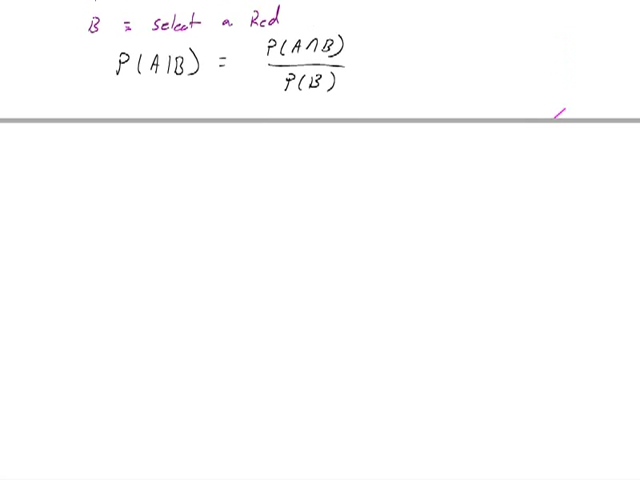 B = select a Red
P(A|B) = P(A∩B) / P(B)